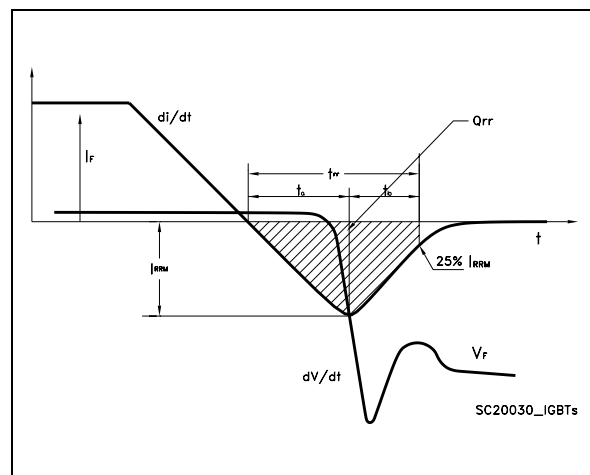 di/dt
Qrr
IF
trr
ta
tb
t
IRRM
25% IRRM
VF
dV/dt
SC20030_IGBTs